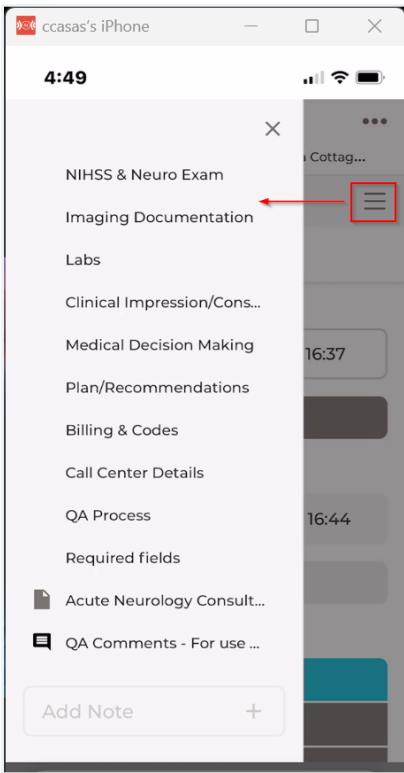 ccasas's iPhone
4:49
Cottag...
NIHSS & Neuro Exam
Imaging Documentation
Labs
Clinical Impression/Cons...
Medical Decision Making
16:37
Plan/Recommendations
Billing & Codes
Call Center Details
QA Process
16:44
Required fields
Acute Neurology Consult...
QA Comments - For use ...
Add Note